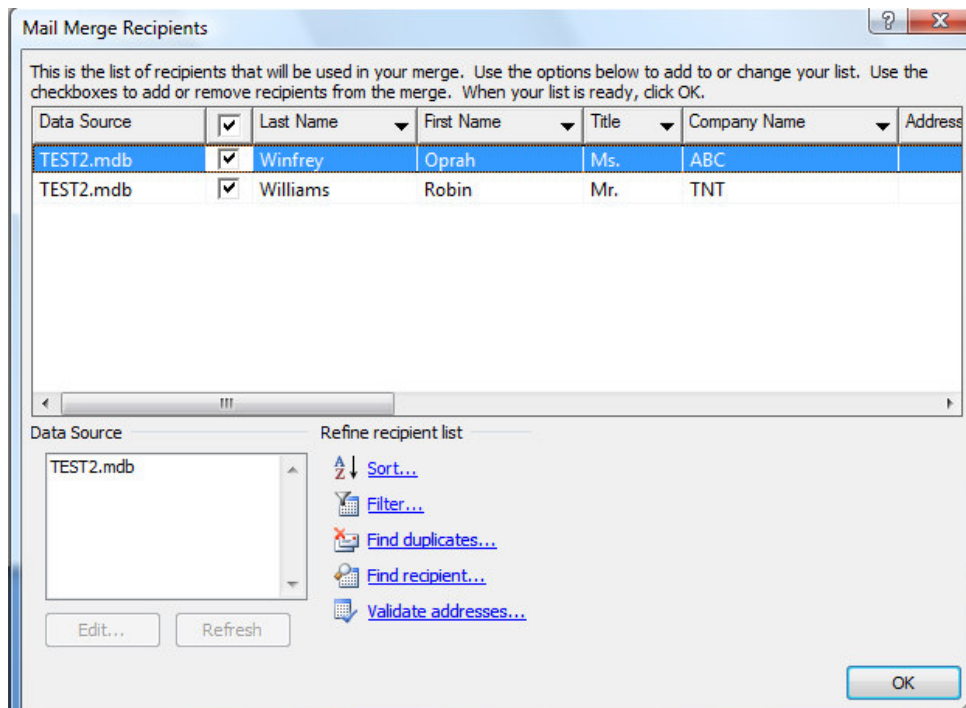 Mail Merge Recipients
This is the list of recipients that will be used in your merge. Use the options below to add to or change your list. Use the
checkboxes to add or remove recipients from the merge. When your list is ready, click OK.
Data Source Last Name First Name Title Company Name Address
TEST2.mdb Winfrey Oprah Ms. ABC
TEST2.mdb Williams Robin Mr. TNT
Data Source Refine recipient list
TEST2.mdb
Sort...
Filter...
Find duplicates...
Find recipient...
Validate addresses...
Edit... Refresh
OK